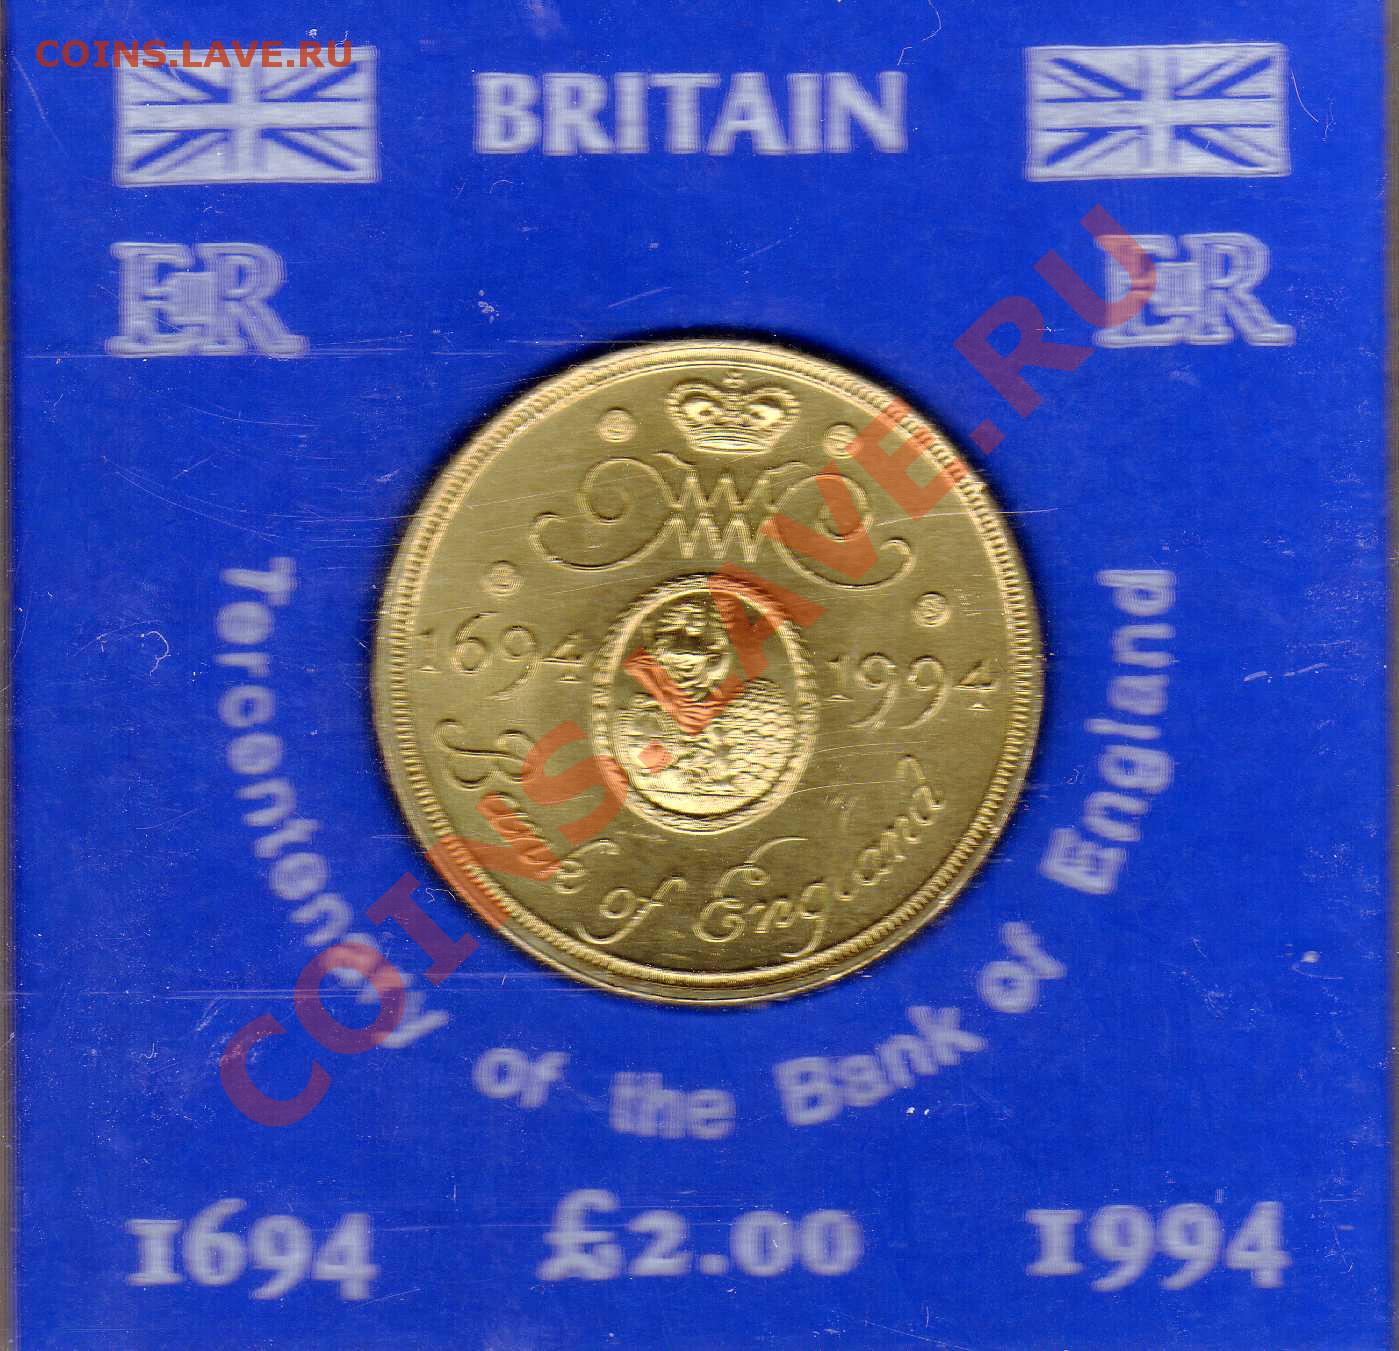 COINS.LAVE.RU
BRITAIN
ER ER
1694 1994
Bank of England
Tercentenary of the Bank of England
1694 £2.00 1994
COINS.LAVE.RU